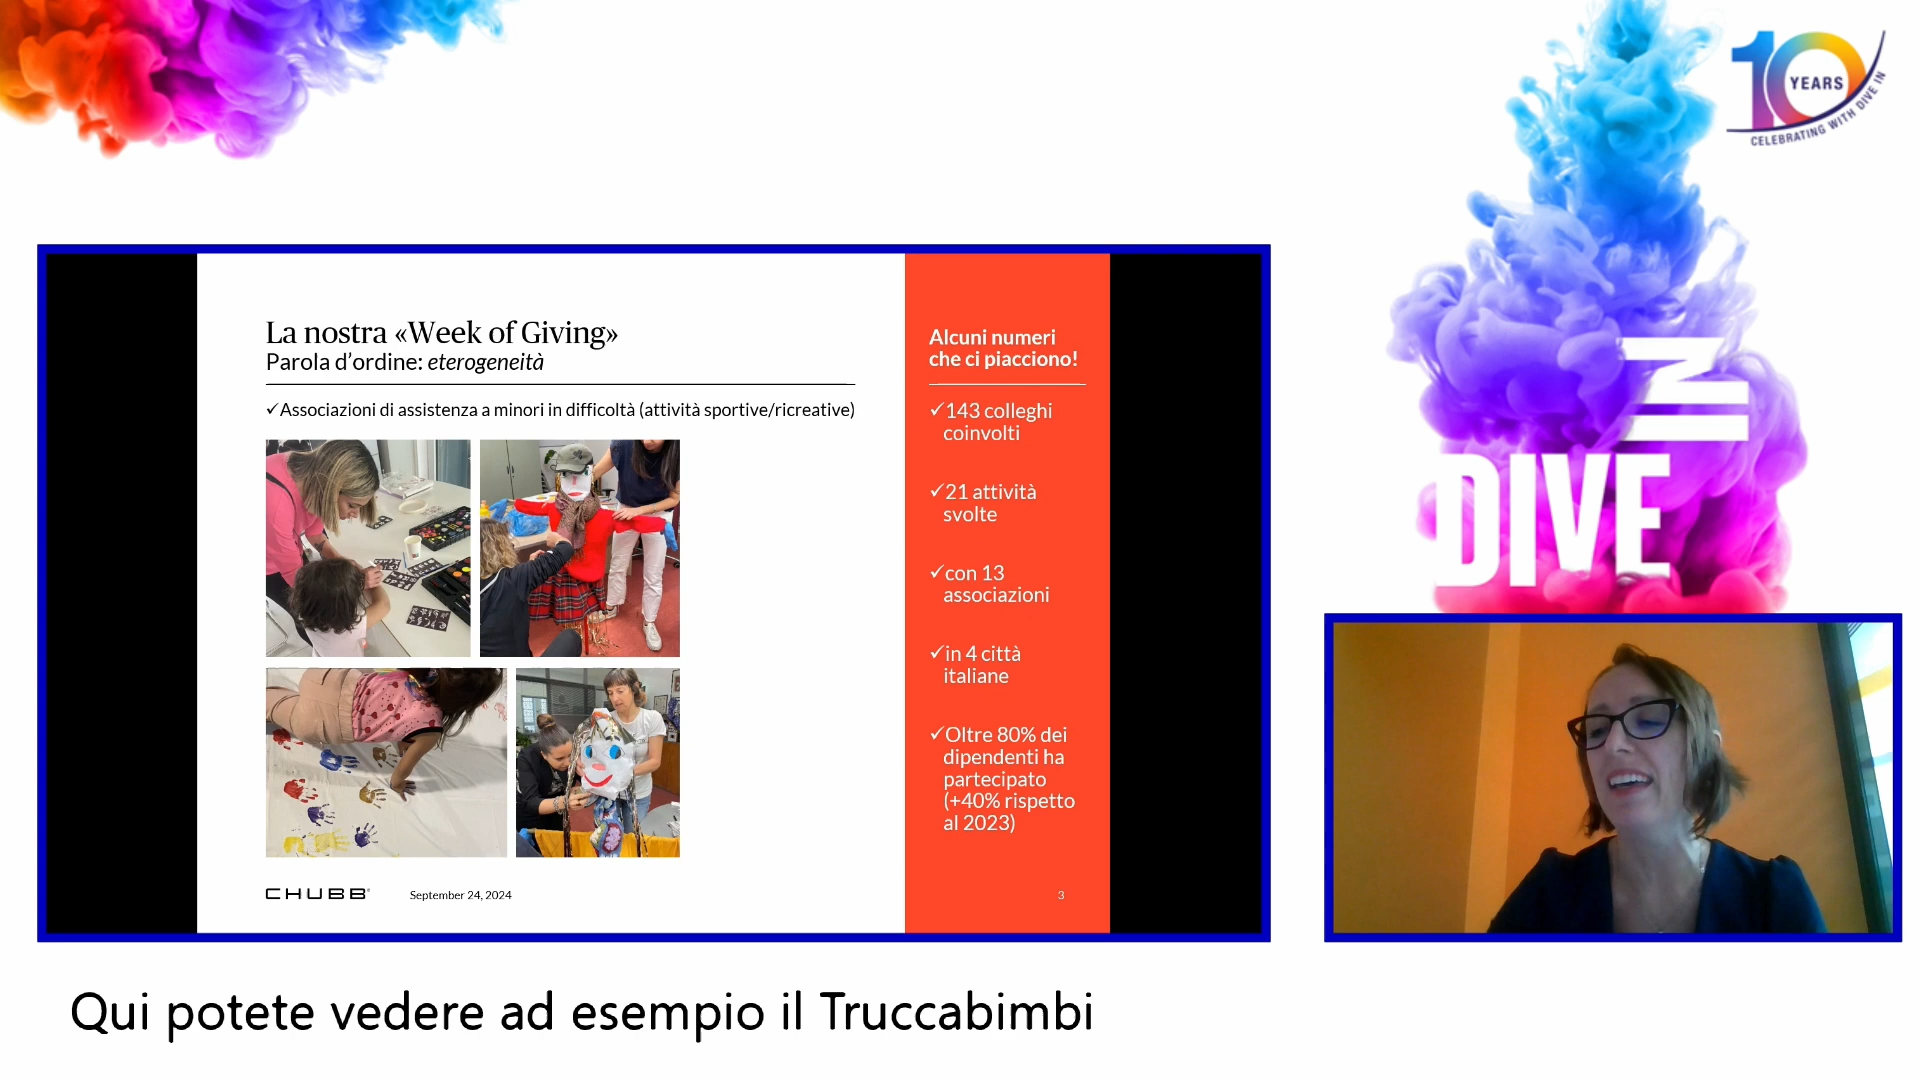 10
YEARS
CELEBRATING WITH DIVE IN
La nostra «Week of Giving»
Parola d’ordine: eterogeneità
✓Associazioni di assistenza a minori in difficoltà (attività sportive/ricreative)
Alcuni numeri
che ci piacciono!
✓143 colleghi
coinvolti
✓21 attività
svolte
✓con 13
associazioni
✓in 4 città
italiane
✓Oltre 80% dei
dipendenti ha
partecipato
(+40% rispetto
al 2023)
CHUBB®
September 24, 2024
3
DIVE
IN
Qui potete vedere ad esempio il Truccabimbi